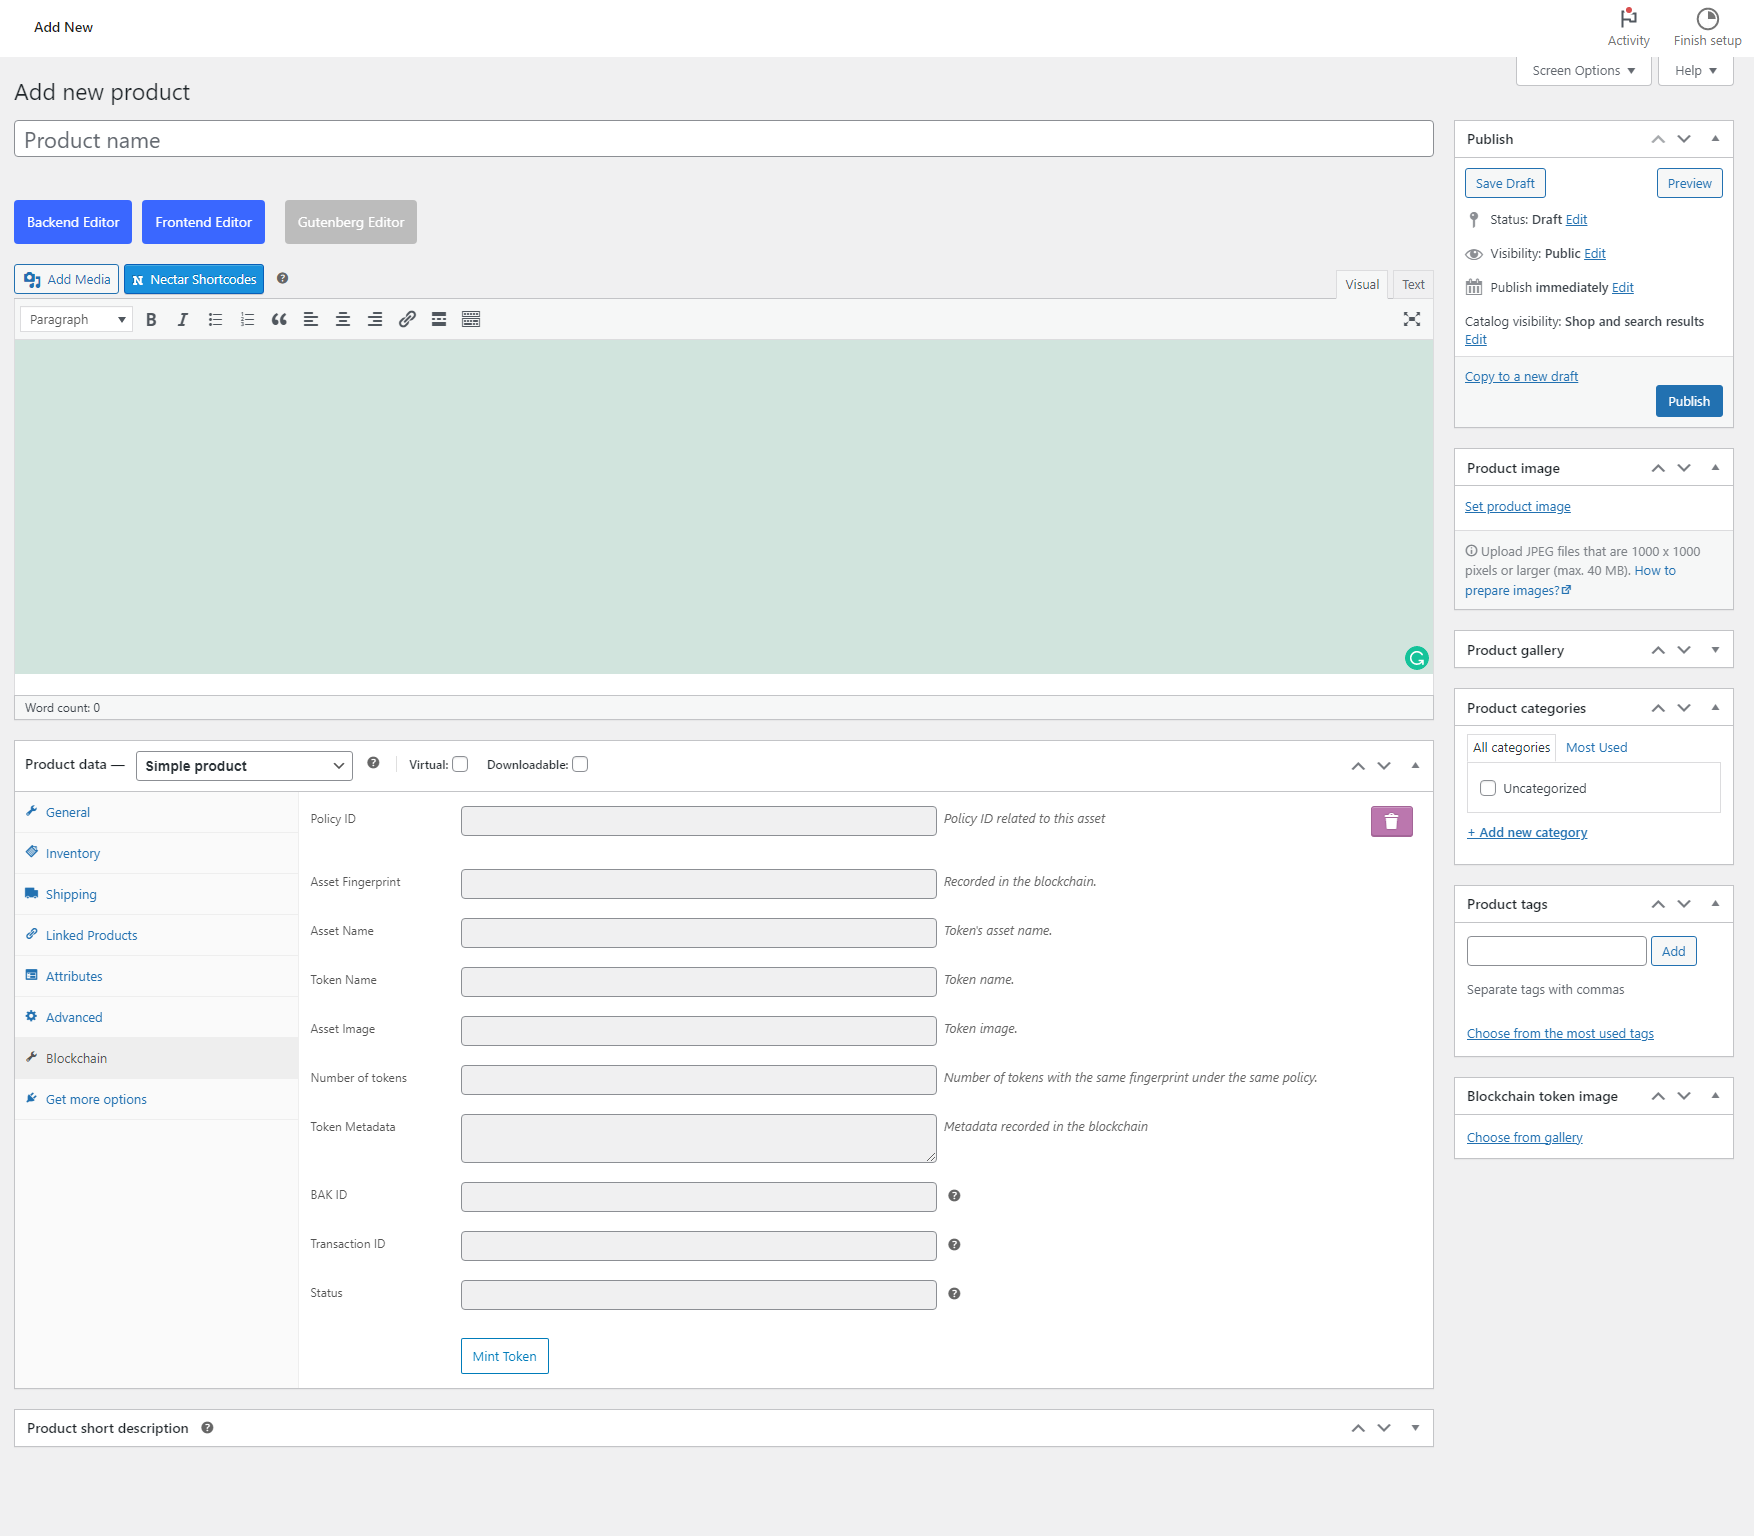 Add New
Activity
Finish setup
Screen Options
Help
Add new product
Product name
Backend Editor
Frontend Editor
Gutenberg Editor
Add Media
Nectar Shortcodes
Visual
Text
Paragraph
Word count: 0
Product data —
Simple product
Virtual:
Downloadable:
General
Inventory
Shipping
Linked Products
Attributes
Advanced
Blockchain
Get more options
Policy ID
Policy ID related to this asset
Asset Fingerprint
Recorded in the blockchain.
Asset Name
Token's asset name.
Token Name
Token name.
Asset Image
Token image.
Number of tokens
Number of tokens with the same fingerprint under the same policy.
Token Metadata
Metadata recorded in the blockchain
BAK ID
Transaction ID
Status
Mint Token
Product short description
Publish
Save Draft
Preview
Status: Draft Edit
Visibility: Public Edit
Publish immediately Edit
Catalog visibility: Shop and search results
Edit
Copy to a new draft
Publish
Product image
Set product image
Upload JPEG files that are 1000 x 1000
pixels or larger (max. 40 MB). How to
prepare images?
Product gallery
Product categories
All categories
Most Used
Uncategorized
+ Add new category
Product tags
Add
Separate tags with commas
Choose from the most used tags
Blockchain token image
Choose from gallery